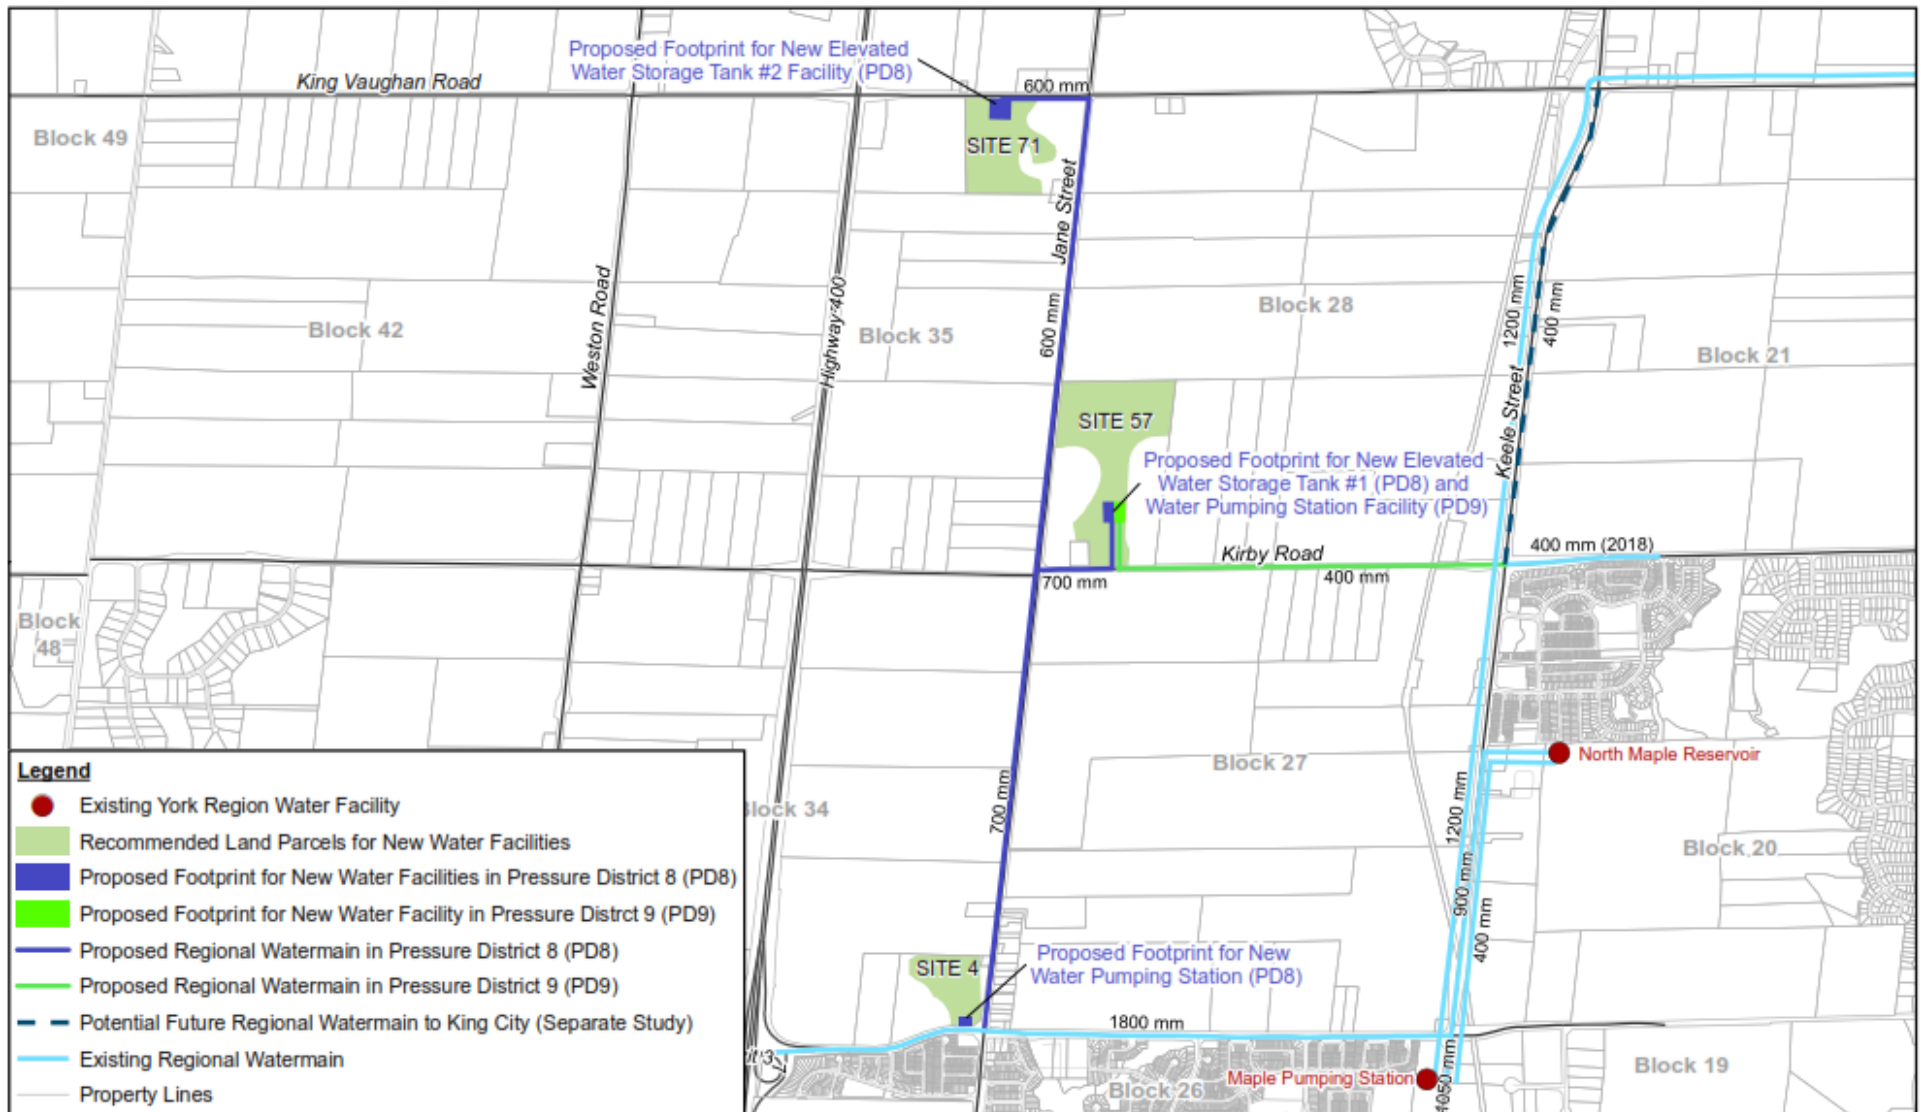 Proposed Footprint for New Elevated
Water Storage Tank #2 Facility (PD8)
King Vaughan Road
600 mm
Block 49
SITE 71
Jane Street
Block 28
Block 42
Block 35
Weston Road
Highway 400
600 mm
1200 mm
400 mm
Block 21
Keele Street
SITE 57
Proposed Footprint for New Elevated
Water Storage Tank #1 (PD8) and
Water Pumping Station Facility (PD9)
Kirby Road
400 mm (2018)
700 mm
400 mm
Block
48
North Maple Reservoir
Block 27
700 mm
1200 mm
Block 34
Block 20
900 mm
400 mm
SITE 4
Proposed Footprint for New
Water Pumping Station (PD8)
1800 mm
Block 19
Maple Pumping Station
1050 mm
Block 26
Legend
Existing York Region Water Facility
Recommended Land Parcels for New Water Facilities
Proposed Footprint for New Water Facilities in Pressure District 8 (PD8)
Proposed Footprint for New Water Facility in Pressure Distrct 9 (PD9)
Proposed Regional Watermain in Pressure District 8 (PD8)
Proposed Regional Watermain in Pressure District 9 (PD9)
Potential Future Regional Watermain to King City (Separate Study)
Existing Regional Watermain
Property Lines